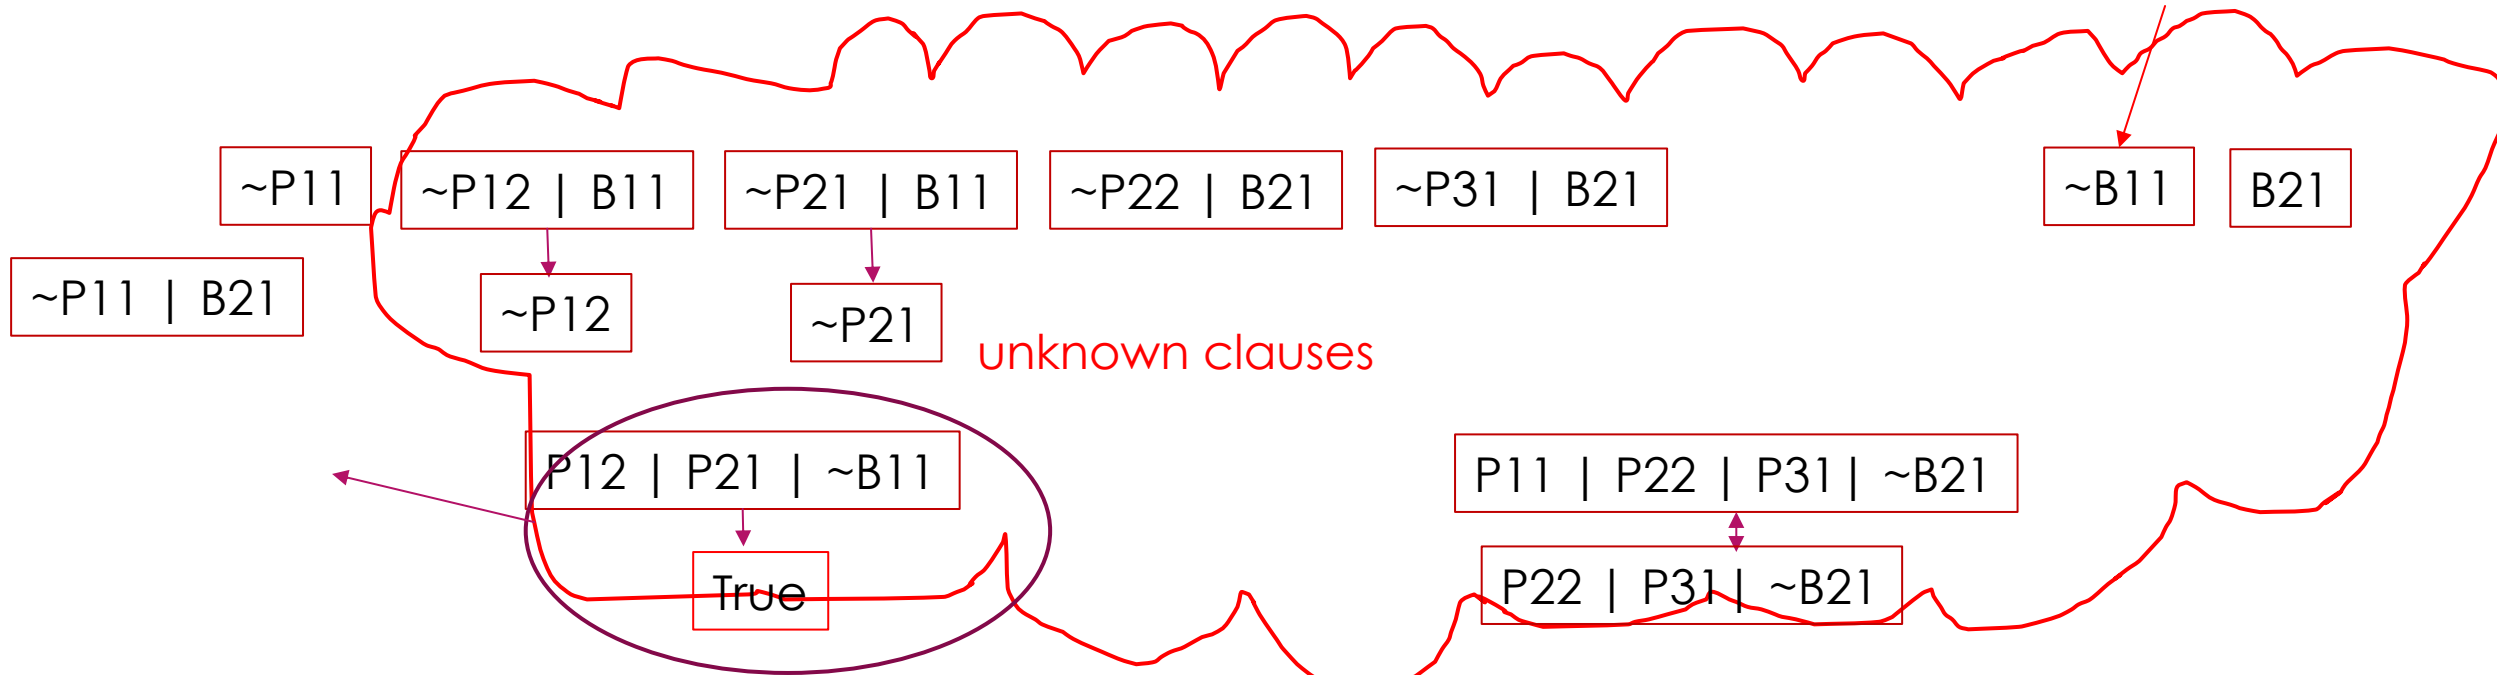 ~P11
~P12 | B11
~P21 | B11
~P22 | B21
~P31 | B21
~B11
B21
~P11 | B21
~P12
~P21
unknown clauses
P12 | P21 | ~B11
P11 | P22 | P31| ~B21
True
P22 | P31| ~B21